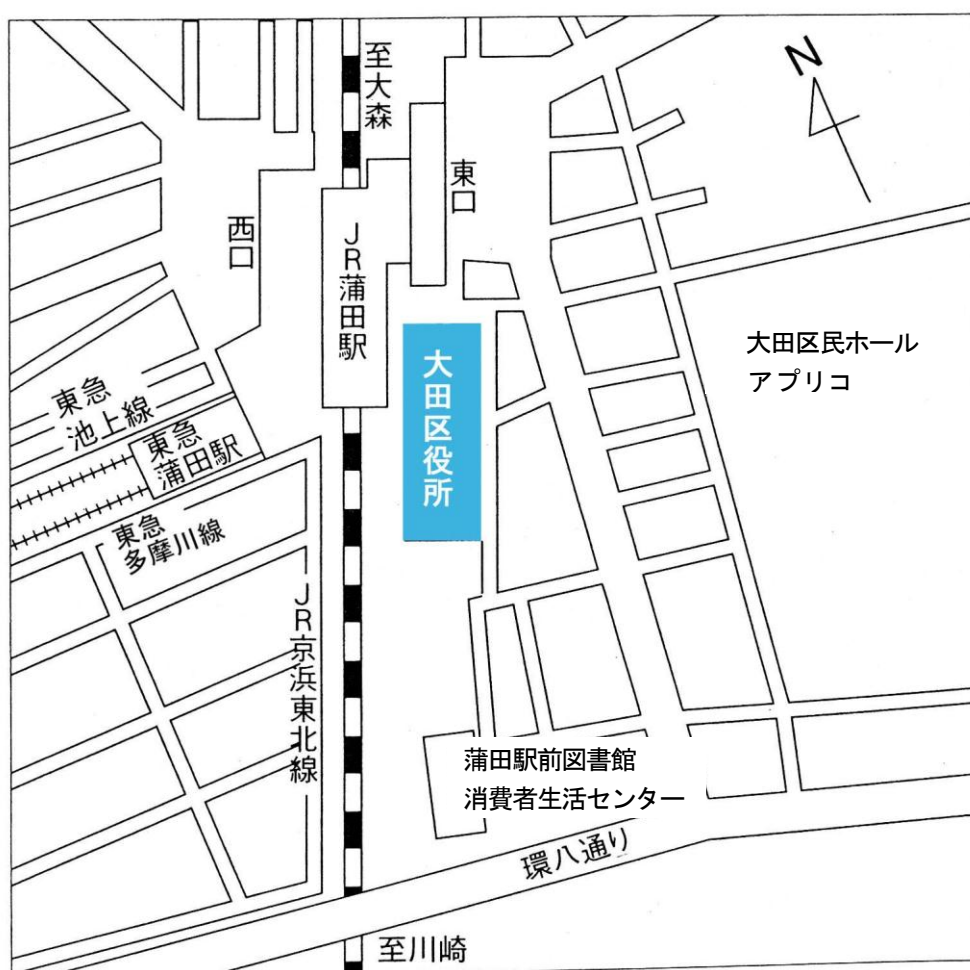 至大森
N
東口
西口
JR蒲田駅
大田区民ホール
アプリコ
大田区役所
東急
池上線
東急
蒲田駅
東急
多摩川線
JR京浜東北線
蒲田駅前図書館
消費者生活センター
環八通り
至川崎